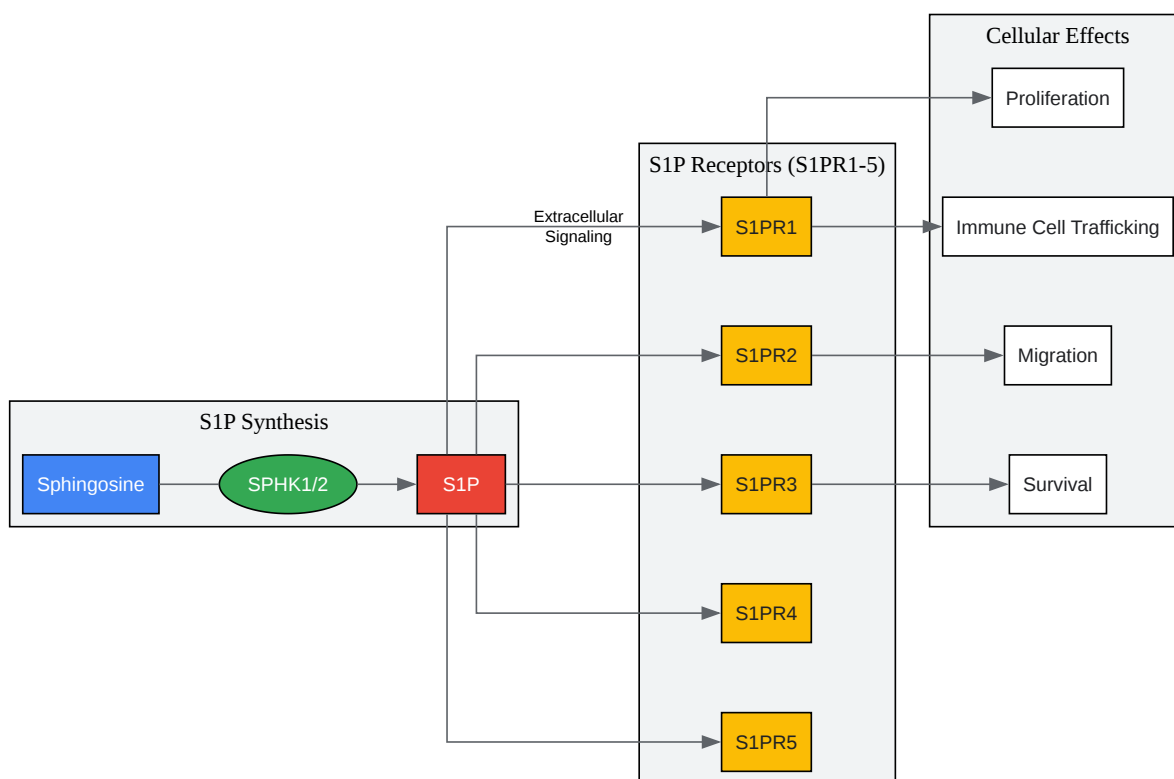 Cellular Effects
Proliferation
S1P Receptors (S1PR1-5)
Extracellular
Signaling
S1PR1
Immune Cell Trafficking
S1PR2
Migration
S1P Synthesis
Sphingosine
SPHK1/2
S1P
S1PR3
Survival
S1PR4
S1PR5